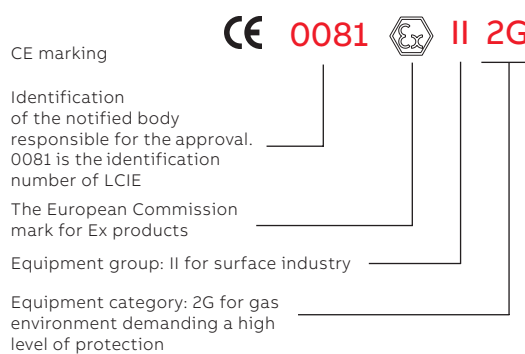 CE 0081 Ex II 2G
CE marking
Identification
of the notified body
responsible for the approval.
0081 is the identification
number of LCIE
The European Commission
mark for Ex products
Equipment group: II for surface industry
Equipment category: 2G for gas
environment demanding a high
level of protection